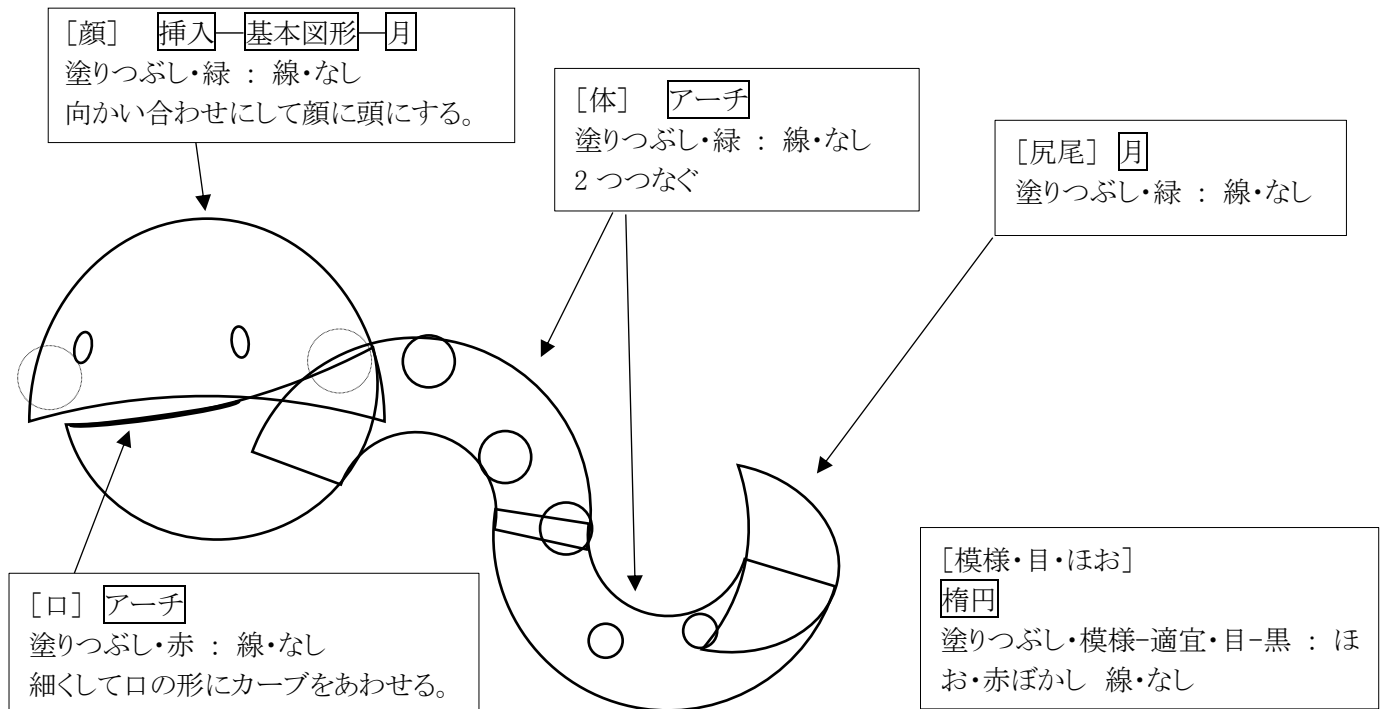 [顔] 挿入―基本図形―月
塗りつぶし・緑 : 線・なし
向かい合わせにして顔に頭にする。
[体] アーチ
塗りつぶし・緑 : 線・なし
2つつなぐ
[尻尾] 月
塗りつぶし・緑 : 線・なし
[口] アーチ
塗りつぶし・赤 : 線・なし
細くして口の形にカーブをあわせる。
[模様・目・ほお]
楕円
塗りつぶし・模様-適宜・目-黒 : ほ
お・赤ぼかし 線・なし